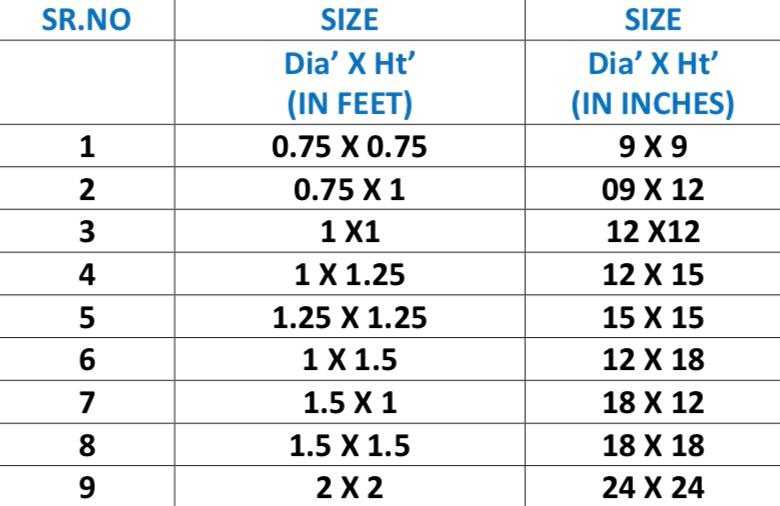 SR.NO SIZE SIZE
Dia’ X Ht’ Dia’ X Ht’
(IN FEET) (IN INCHES)
1 0.75 X 0.75 9 X 9
2 0.75 X 1 09 X 12
3 1 X1 12 X12
4 1 X 1.25 12 X 15
5 1.25 X 1.25 15 X 15
6 1 X 1.5 12 X 18
7 1.5 X 1 18 X 12
8 1.5 X 1.5 18 X 18
9 2 X 2 24 X 24